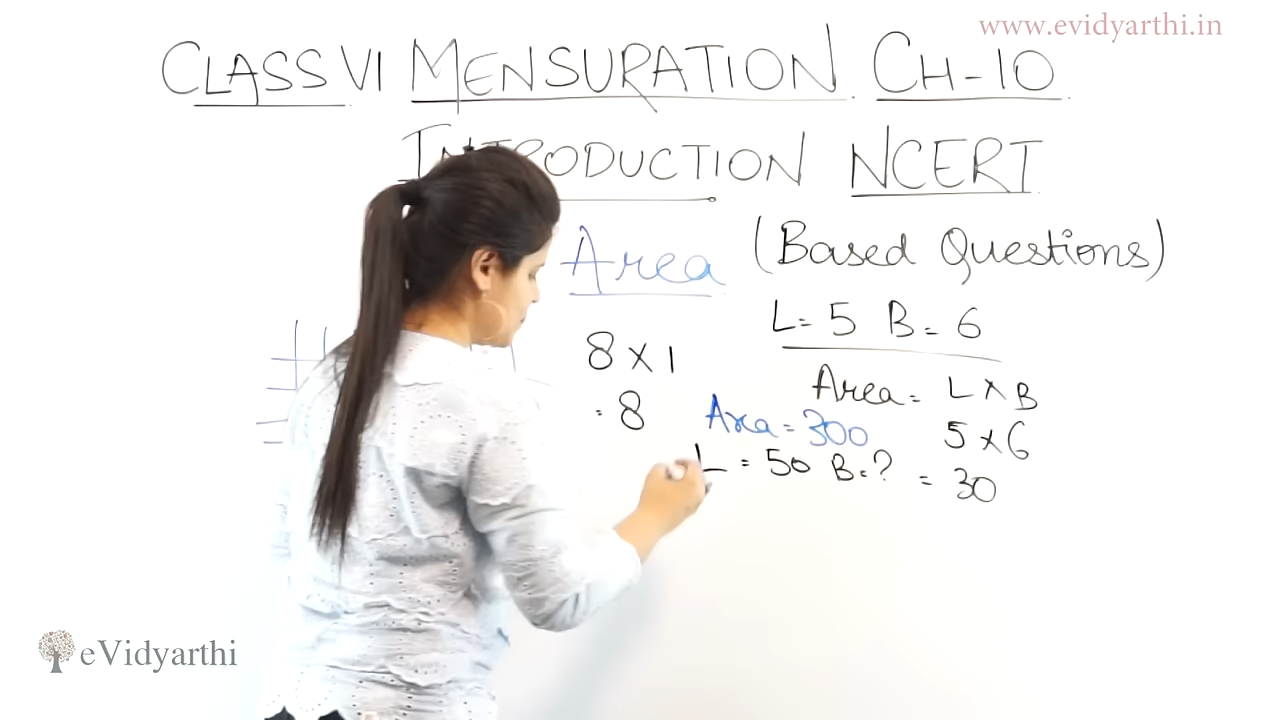 www.evidyarthi.in
CLASS VI MENSURATION CH-10
INTRODUCTION NCERT
Area (Based Questions)
L = 5 B = 6
8 × 1
= 8
Area = L × B
5 × 6
= 30
Area = 300
L = 50 B = ?
eVidyarthi